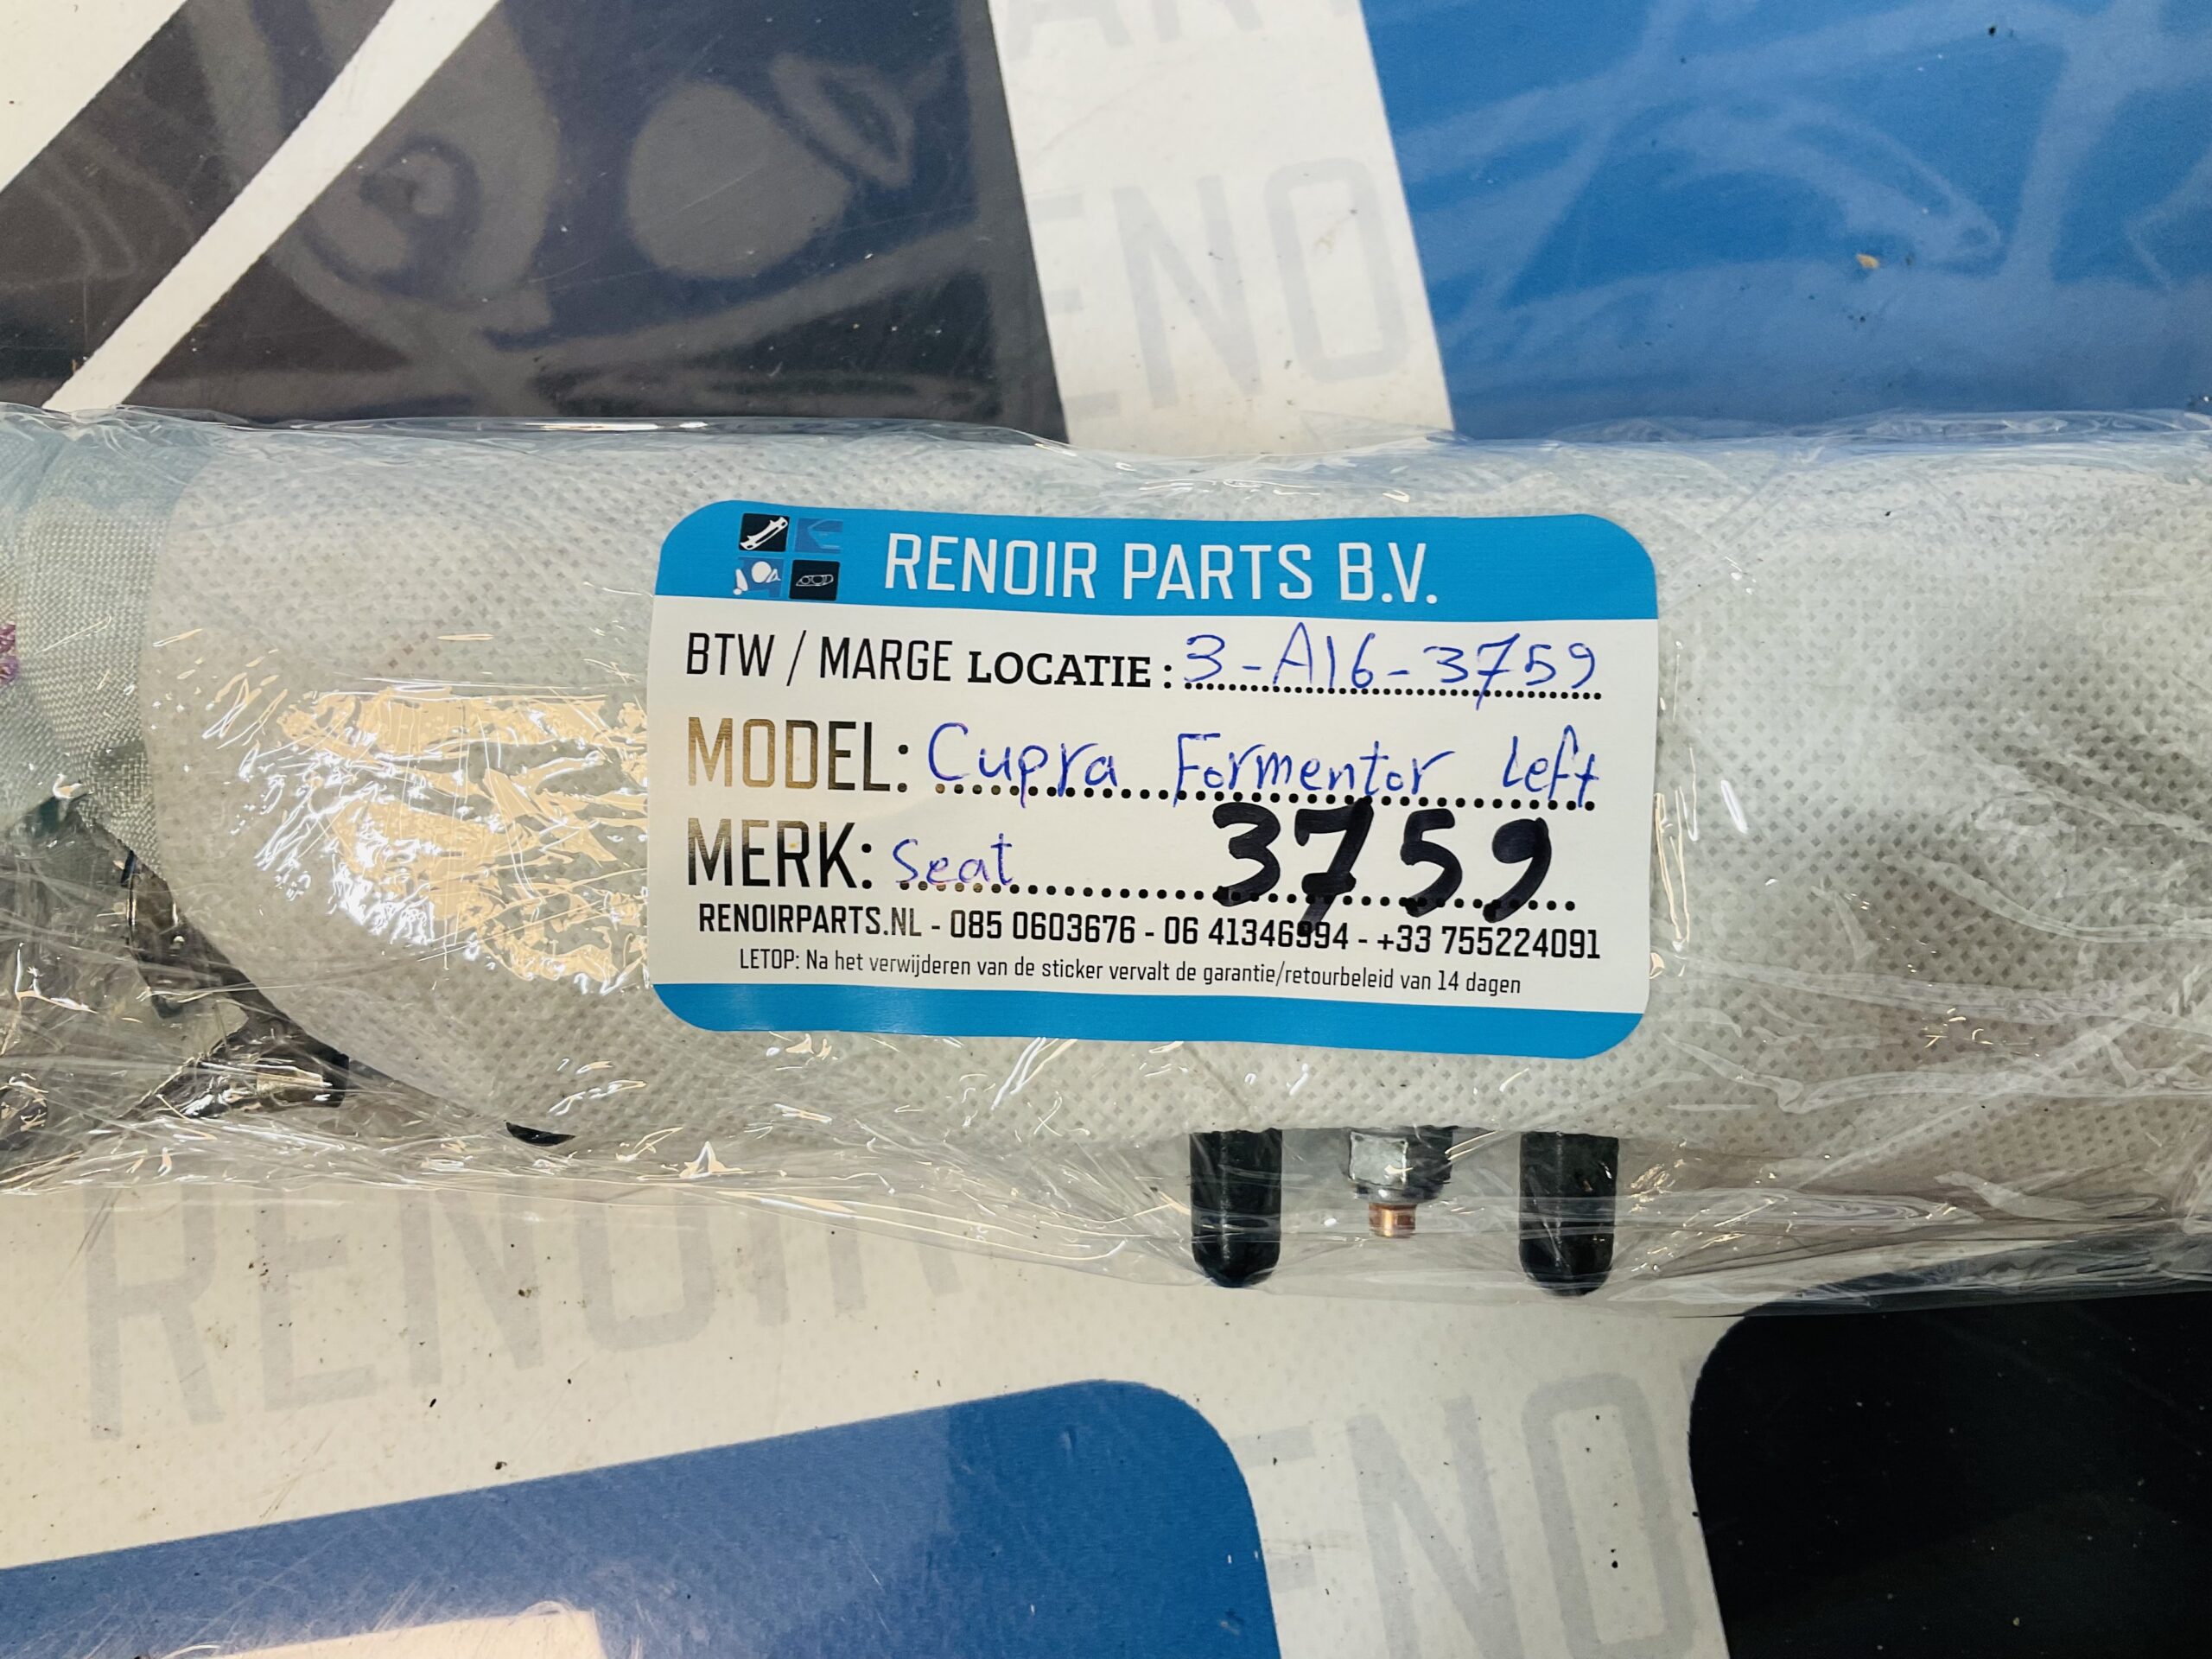 RENOIR PARTS B.V.
BTW / MARGE LOCATIE : 3-A16-3759
MODEL: Cupra Formentor Left
MERK: Seat 3759
RENOIRPARTS.NL - 085 0603676 - 06 41346994 - +33 755224091
LETOP: Na het verwijderen van de sticker vervalt de garantie/retourbeleid van 14 dagen